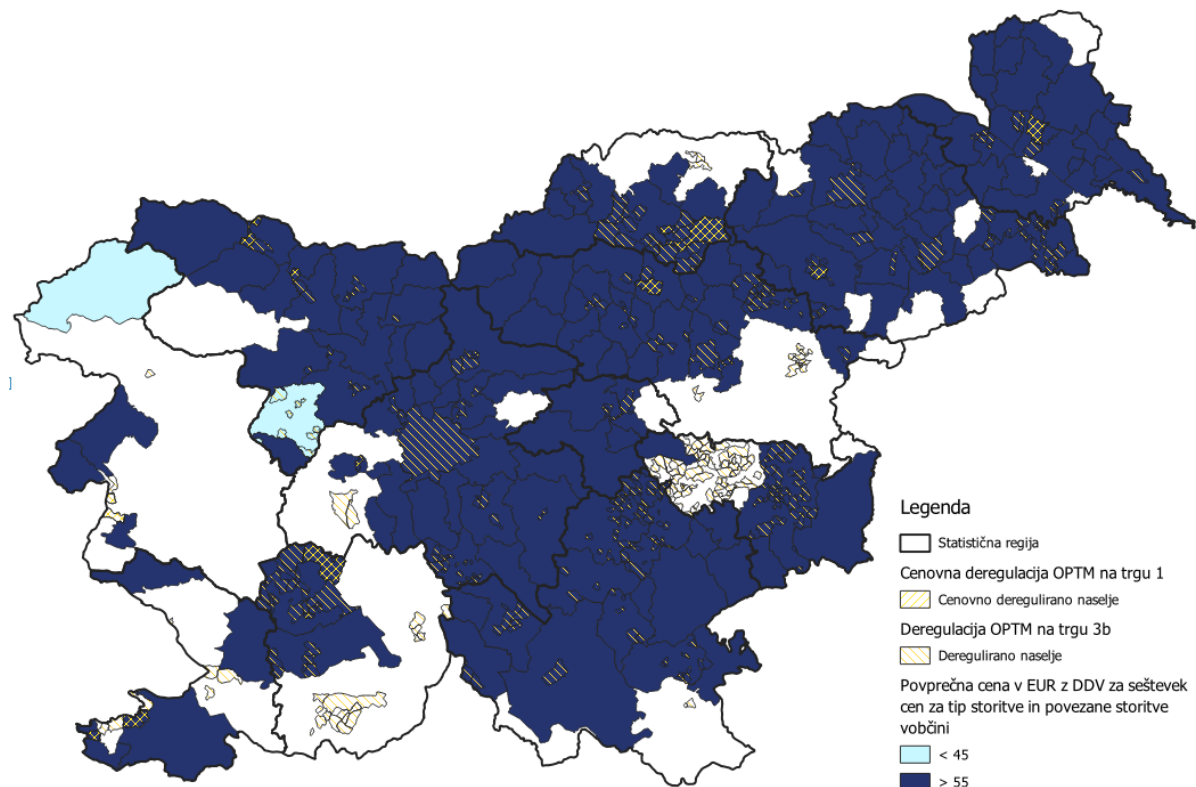 ]
Legenda
Statistična regija
Cenovna deregulacija OPTM na trgu 1
Cenovno deregulirano naselje
Deregulacija OPTM na trgu 3b
Deregulirano naselje
Povprečna cena v EUR z DDV za seštevek
cen za tip storitve in povezane storitve
vobčini
< 45
> 55